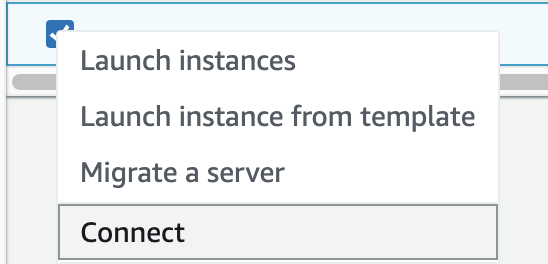 Launch instances
Launch instance from template
Migrate a server
Connect